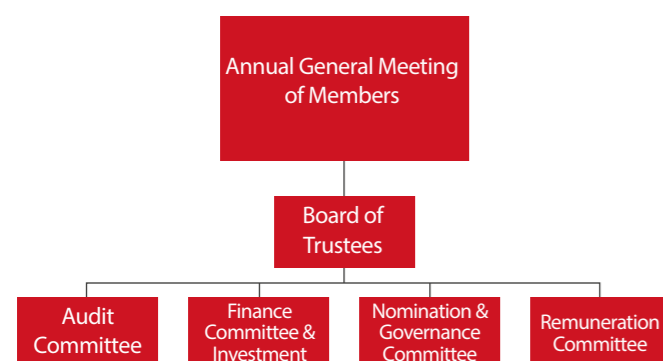 Annual General Meeting
of Members
Board of
Trustees
Audit
Committee
Finance
Committee &
Investment
Nomination &
Governance
Committee
Remuneration
Committee